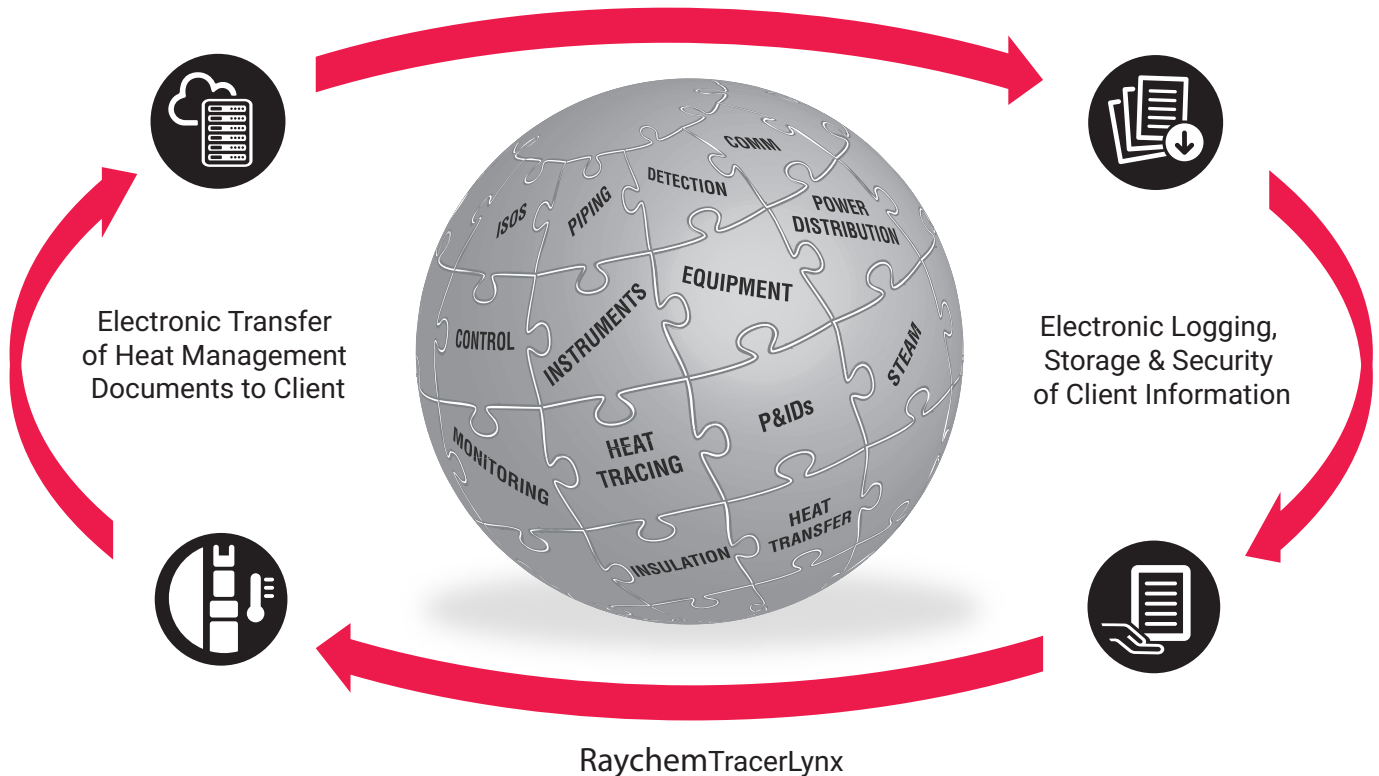 COMM
DETECTION
POWER
DISTRIBUTION
ISOS
PIPING
EQUIPMENT
Electronic Transfer
of Heat Management
Documents to Client
CONTROL
INSTRUMENTS
STEAM
Electronic Logging,
Storage & Security
of Client Information
P&IDs
MONITORING
HEAT
TRACING
HEAT
TRANSFER
INSULATION
RaychemTracerLynx